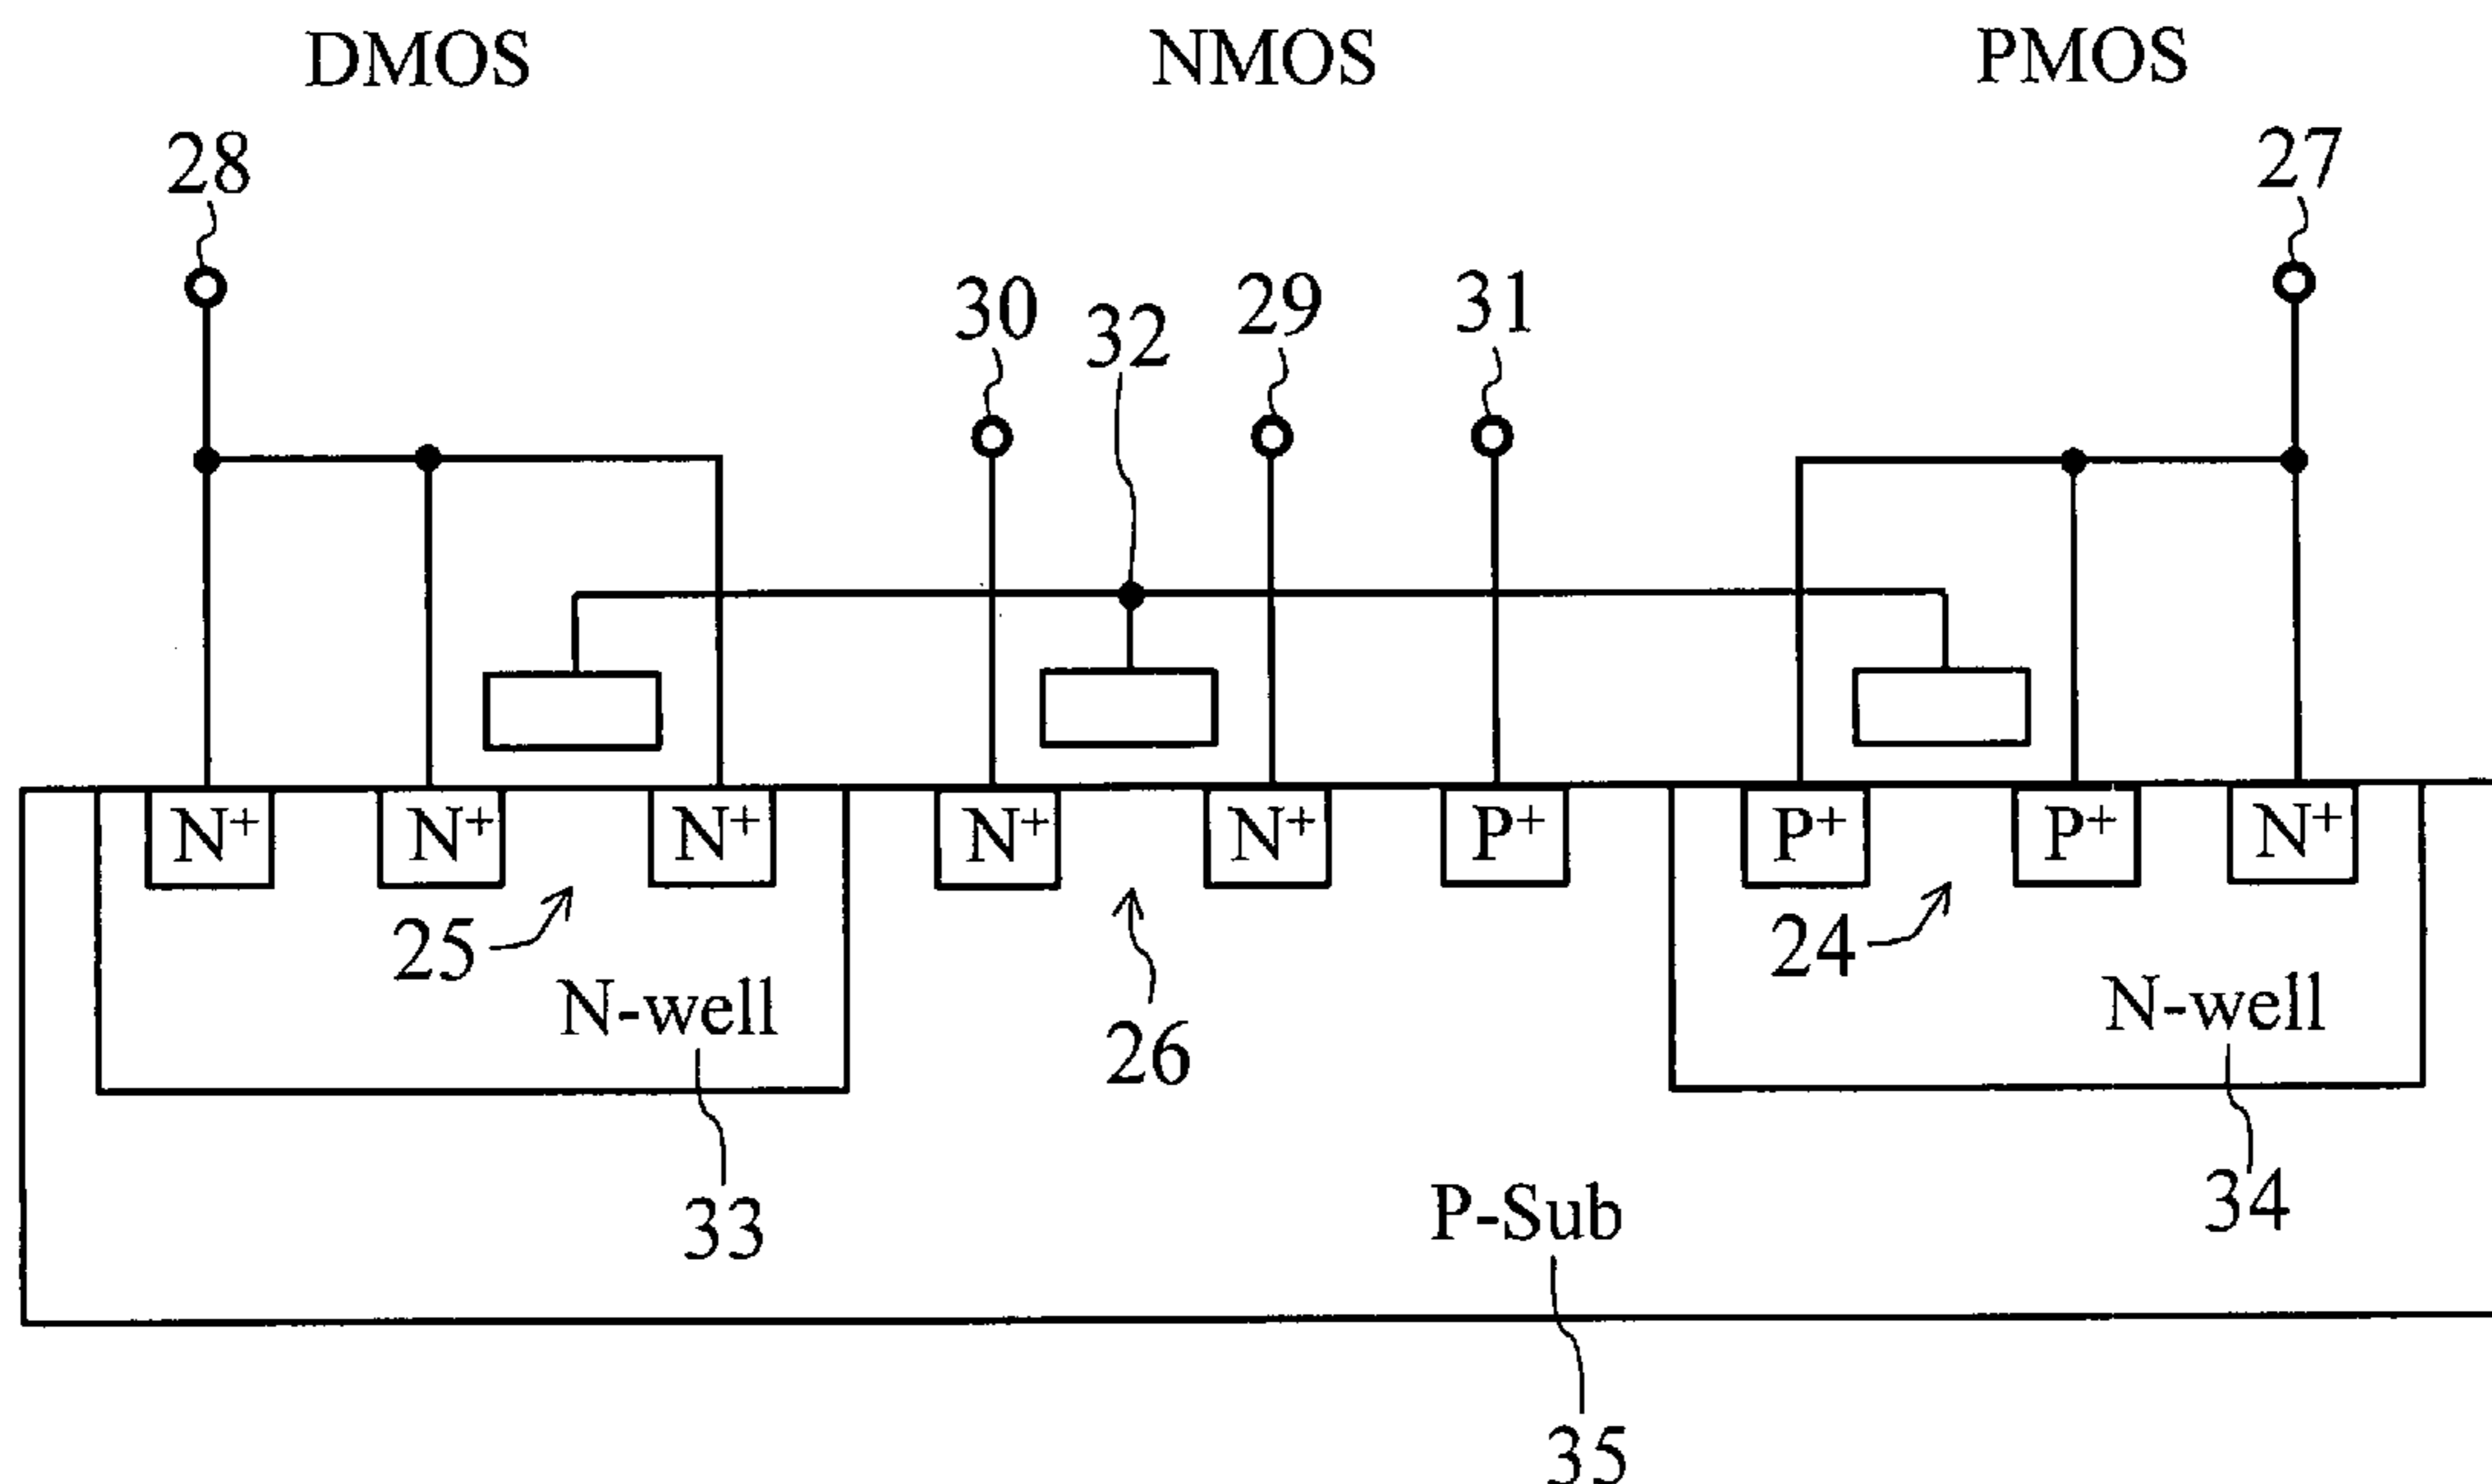 DMOS NMOS PMOS
28 27
30 32 29 31
N+ N+ N+ N+ N+ P+ P+ P+ N+
25 24
N-well N-well
26
33 P-Sub 34
35